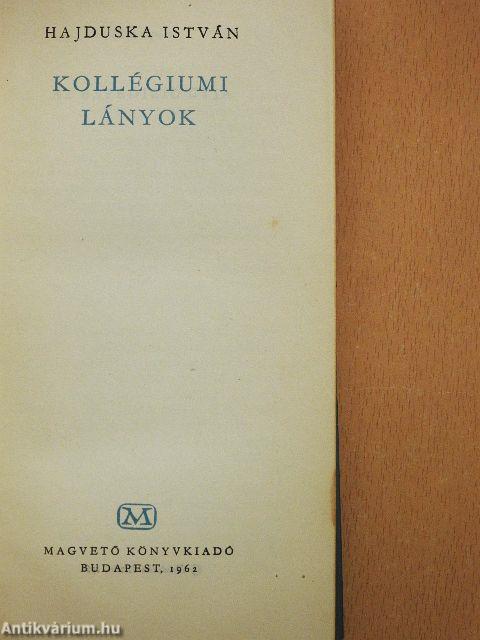 HAJDUSKA ISTVÁN
KOLLÉGIUMI
LÁNYOK
M
MAGVETŐ KÖNYVKIADÓ
BUDAPEST, 1962
Antikvárium.hu